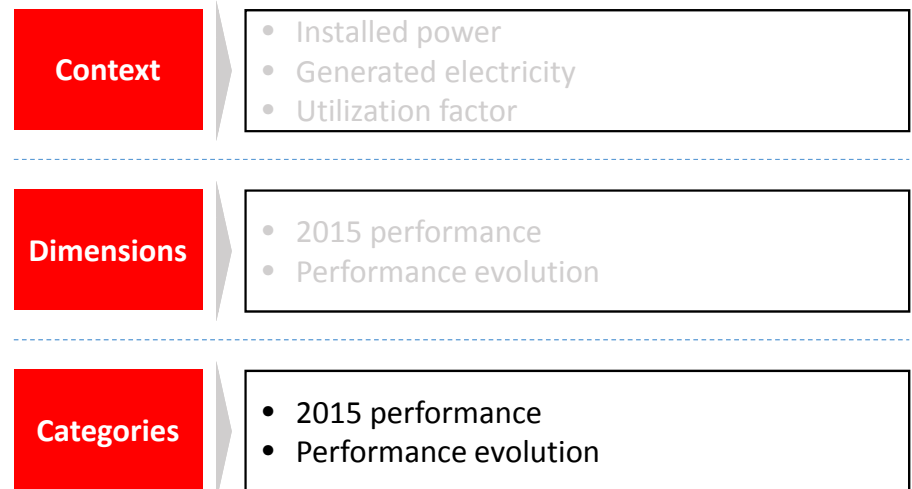 Context
• Installed power
• Generated electricity
• Utilization factor
Dimensions
• 2015 performance
• Performance evolution
Categories
• 2015 performance
• Performance evolution